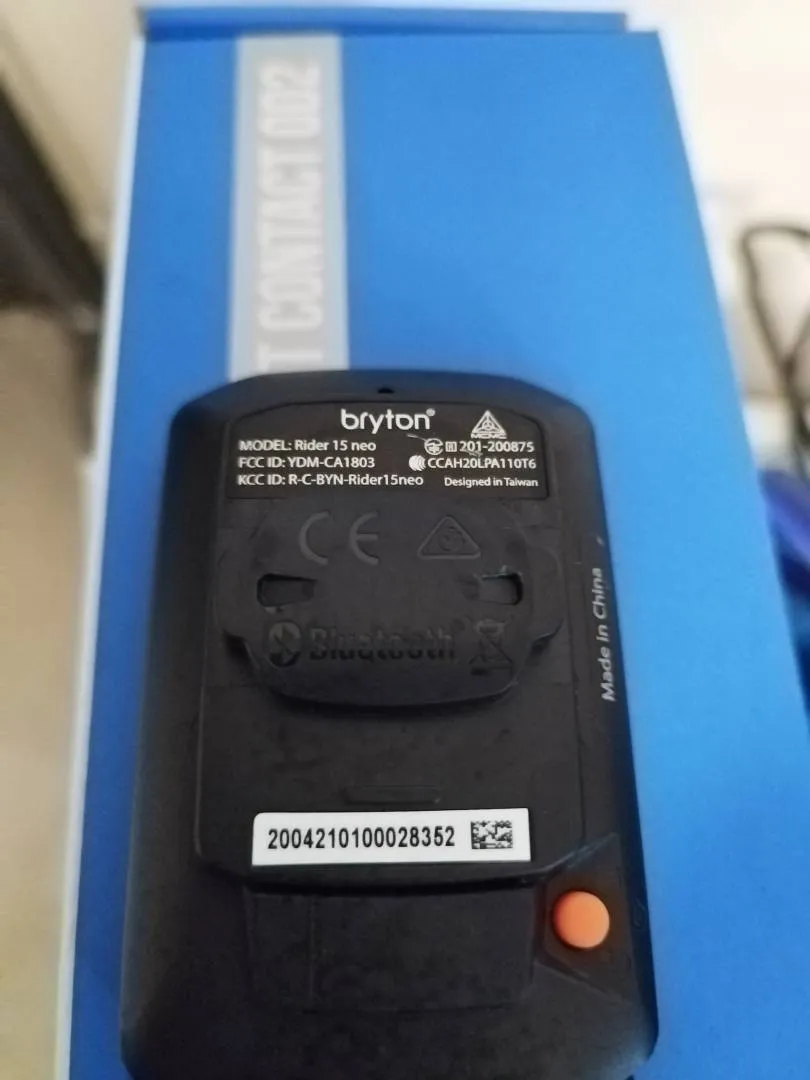 T CONTACT 002
bryton®
MCMC
MODEL: Rider 15 neo
201-200875
FCC ID: YDM-CA1803
CCAH20LPA110T6
KCC ID: R-C-BYN-Rider15neo
Designed in Taiwan
CE
Bluetooth®
Made in China
2004210100028352